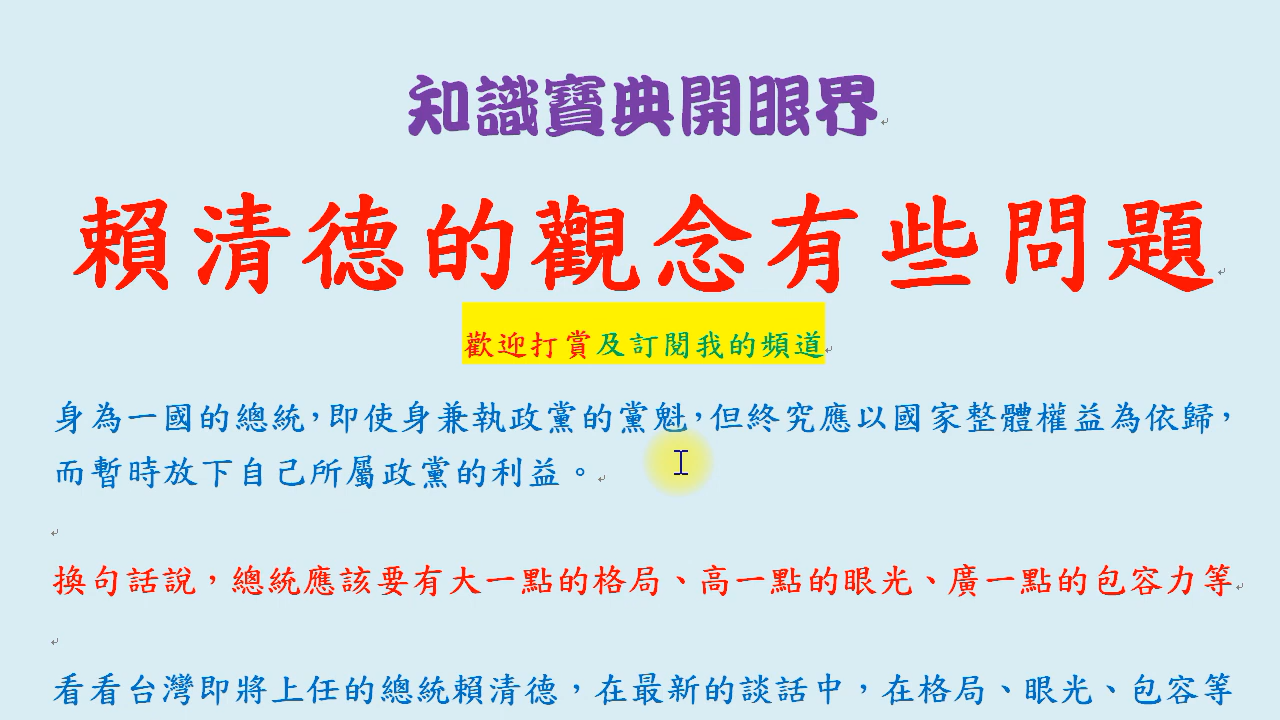 知識寶典開眼界
賴清德的觀念有些問題
歡迎打賞及訂閱我的頻道
身為一國的總統，即使身兼執政黨的黨魁，但終究應以國家整體權益為依歸，
而暫時放下自己所屬政黨的利益。
換句話說，總統應該要有大一點的格局、高一點的眼光、廣一點的包容力等
看看台灣即將上任的總統賴清德，在最新的談話中，在格局、眼光、包容等